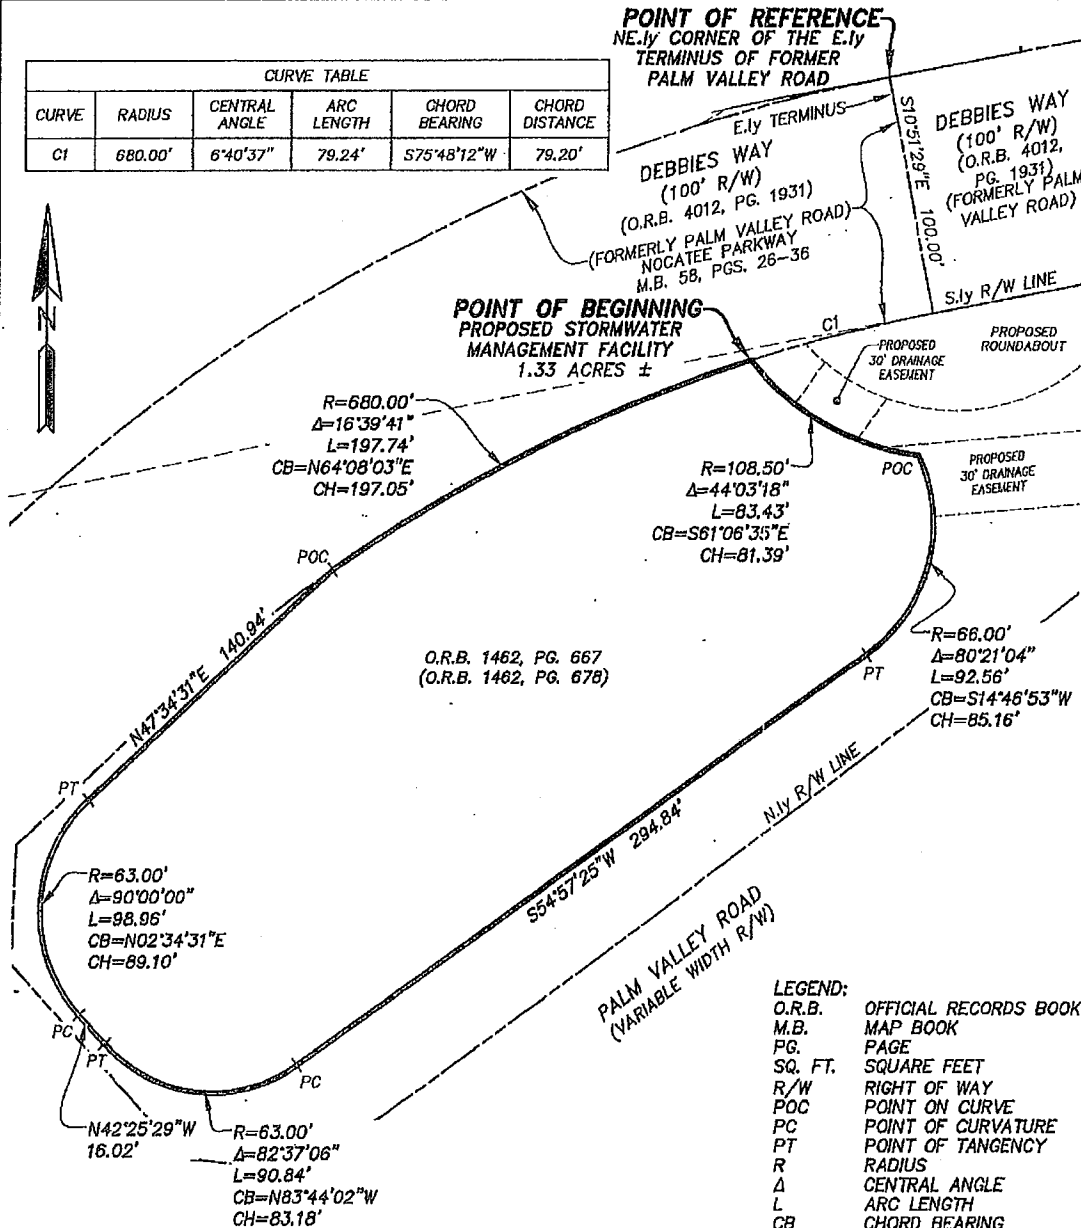 POINT OF REFERENCE
NE.ly CORNER OF THE E.ly
TERMINUS OF FORMER
PALM VALLEY ROAD
CURVE TABLE
CURVE RADIUS CENTRAL ANGLE ARC LENGTH CHORD BEARING CHORD DISTANCE
C1 680.00' 6°40'37" 79.24' S75°48'12"W 79.20'
E.ly TERMINUS
S10°51'29"E 100.00'
DEBBIES WAY
(100' R/W)
(O.R.B. 4012,
PG. 1931)
(FORMERLY PALM
VALLEY ROAD)
DEBBIES WAY
(100' R/W)
(O.R.B. 4012, PG. 1931)
(FORMERLY PALM VALLEY ROAD)
NOCATEE PARKWAY
M.B. 58, PGS. 26-36
N
S.ly R/W LINE
C1
POINT OF BEGINNING
PROPOSED STORMWATER
MANAGEMENT FACILITY
1.33 ACRES ±
PROPOSED
ROUNDABOUT
PROPOSED
30' DRAINAGE
EASEMENT
R=680.00'
Δ=16°39'41"
L=197.74'
CB=N64°08'03"E
CH=197.05'
R=108.50'
Δ=44°03'18"
L=83.43'
CB=S61°06'35"E
CH=81.39'
POC
PROPOSED
30' DRAINAGE
EASEMENT
POC
N47°34'31"E 140.94'
O.R.B. 1462, PG. 667
(O.R.B. 1462, PG. 678)
R=66.00'
Δ=80°21'04"
L=92.56'
CB=S14°46'53"W
CH=85.16'
PT
PT
N.ly R/W LINE
S54°57'25"W 294.84'
R=63.00'
Δ=90°00'00"
L=98.96'
CB=N02°34'31"E
CH=89.10'
PALM VALLEY ROAD
(VARIABLE WIDTH R/W)
PC
PT
PC
N42°25'29"W
16.02'
R=63.00'
Δ=82°37'06"
L=90.84'
CB=N83°44'02"W
CH=83.18'
LEGEND:
O.R.B. OFFICIAL RECORDS BOOK
M.B. MAP BOOK
PG. PAGE
SQ. FT. SQUARE FEET
R/W RIGHT OF WAY
POC POINT ON CURVE
PC POINT OF CURVATURE
PT POINT OF TANGENCY
R RADIUS
Δ CENTRAL ANGLE
L ARC LENGTH
CB CHORD BEARING